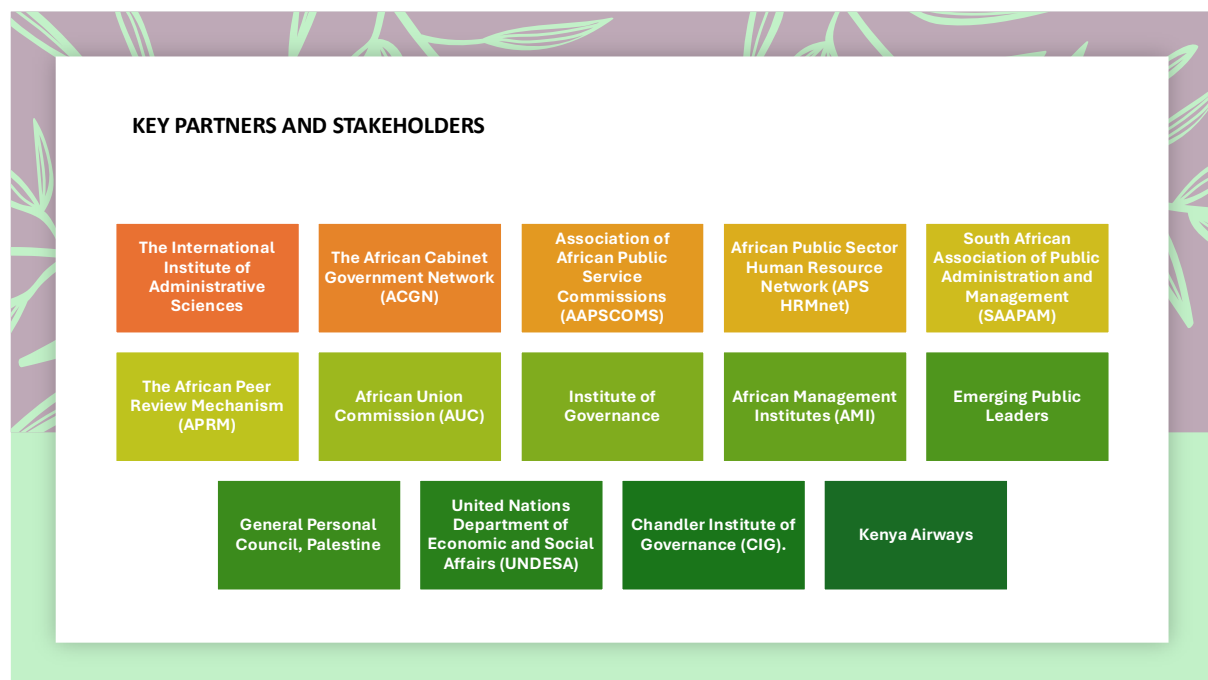 KEY PARTNERS AND STAKEHOLDERS
The International
Institute of
Administrative
Sciences
The African Cabinet
Government Network
(ACGN)
Association of
African Public
Service
Commissions
(AAPSCOMS)
African Public Sector
Human Resource
Network (APS
HRMnet)
South African
Association of Public
Administration and
Management
(SAAPAM)
The African Peer
Review Mechanism
(APRM)
African Union
Commission (AUC)
Institute of
Governance
African Management
Institutes (AMI)
Emerging Public
Leaders
General Personal
Council, Palestine
United Nations
Department of
Economic and Social
Affairs (UNDESA)
Chandler Institute of
Governance (CIG).
Kenya Airways